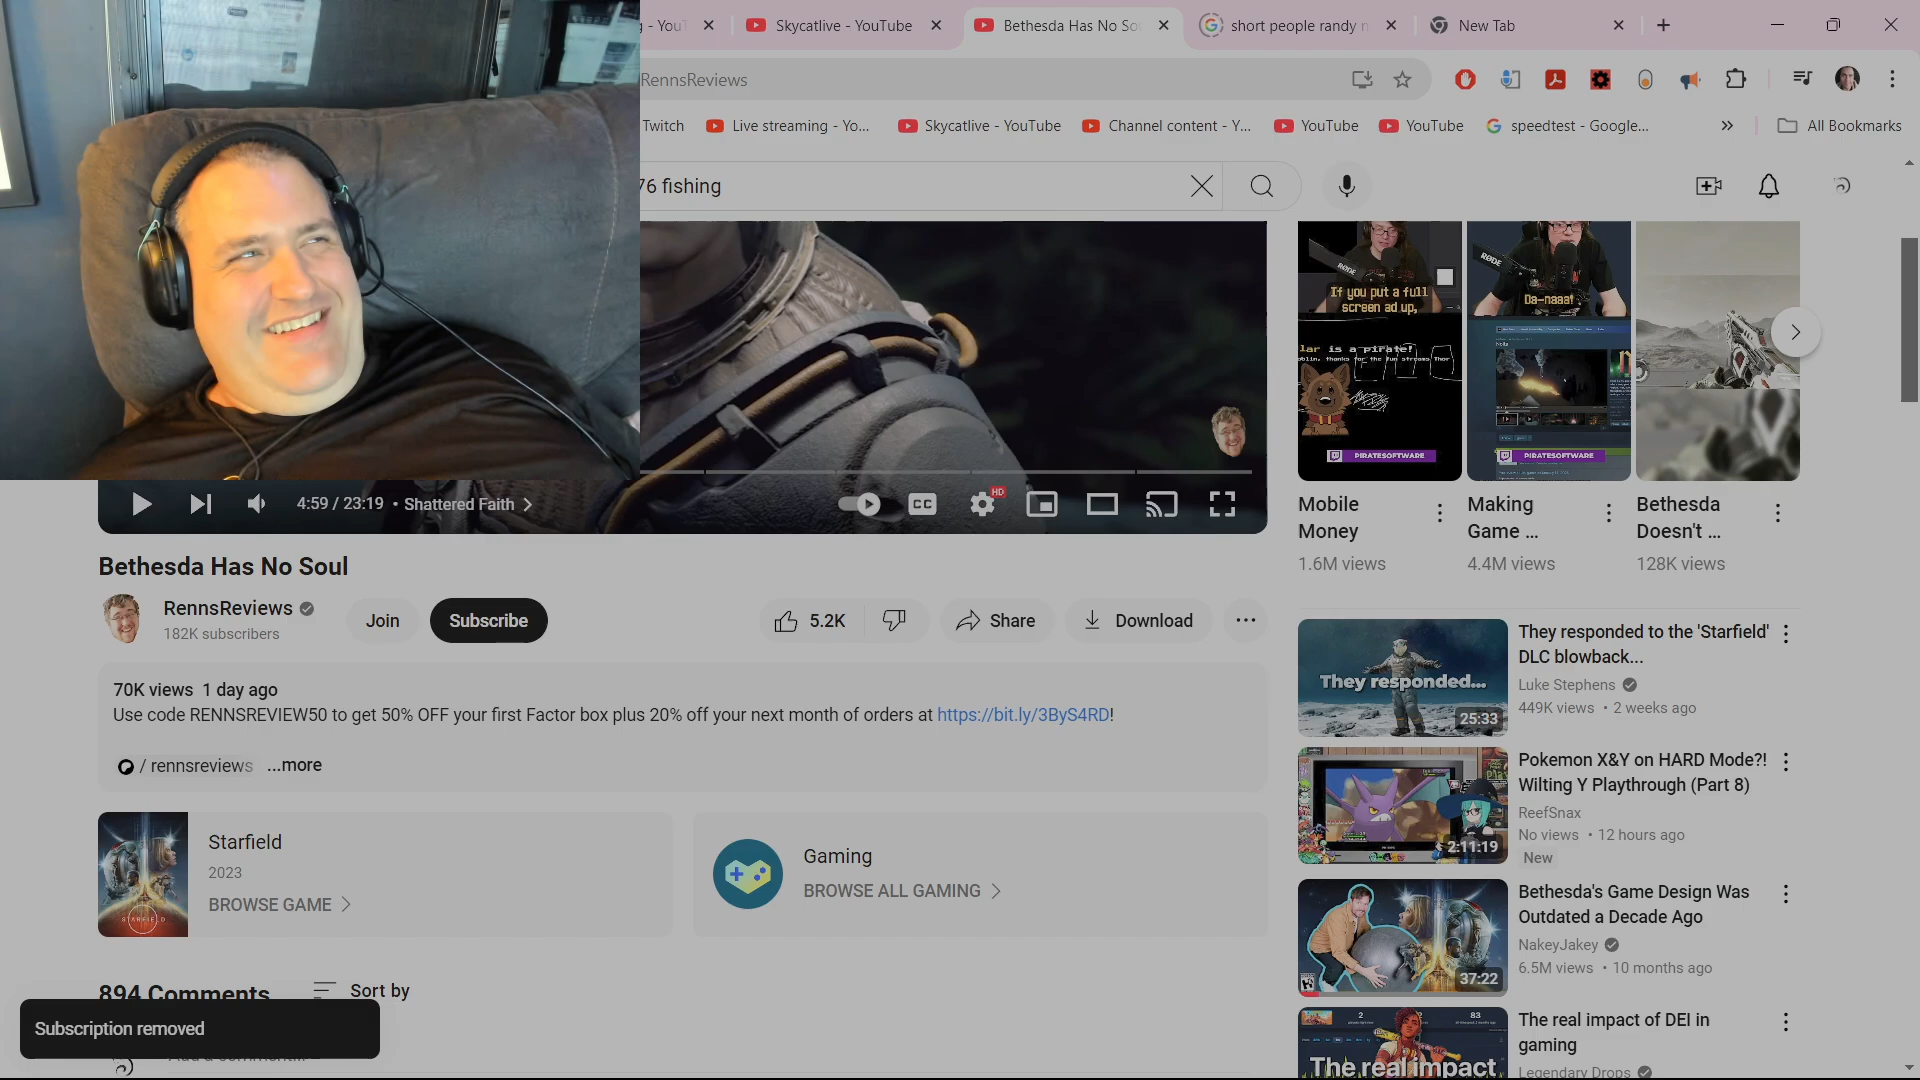 g - YouT
Skycatlive - YouTube
Bethesda Has No So
short people randy n
New Tab
RennsReviews
Twitch
Live streaming - Yo...
Skycatlive - YouTube
Channel content - Y...
YouTube
YouTube
speedtest - Google...
All Bookmarks
76 fishing
If you put a full
screen ad up,
lar is a pirate!
oblin, thanks for the fun streams Thor
PIRATESOFTWARE
RØDE
Da-naaa!
PIRATESOFTWARE
RØDE
4:59 / 23:19 • Shattered Faith
CC
HD
Mobile
Money
1.6M views
Making
Game ...
4.4M views
Bethesda
Doesn't ...
128K views
Bethesda Has No Soul
RennsReviews
182K subscribers
Join
Subscribe
5.2K
Share
Download
70K views 1 day ago
Use code RENNSREVIEW50 to get 50% OFF your first Factor box plus 20% off your next month of orders at https://bit.ly/3ByS4RD!
/ rennsreviews
...more
STARFIELD
Starfield
2023
BROWSE GAME
Gaming
BROWSE ALL GAMING
894 Comments
Sort by
Subscription removed
They responded...
25:33
They responded to the 'Starfield'
DLC blowback...
Luke Stephens
449K views • 2 weeks ago
2:11:19
Pokemon X&Y on HARD Mode?!
Wilting Y Playthrough (Part 8)
ReefSnax
No views • 12 hours ago
New
37:22
Bethesda's Game Design Was
Outdated a Decade Ago
NakeyJakey
6.5M views • 10 months ago
2
83
The real impact
The real impact of DEI in
gaming
Legendary Drops